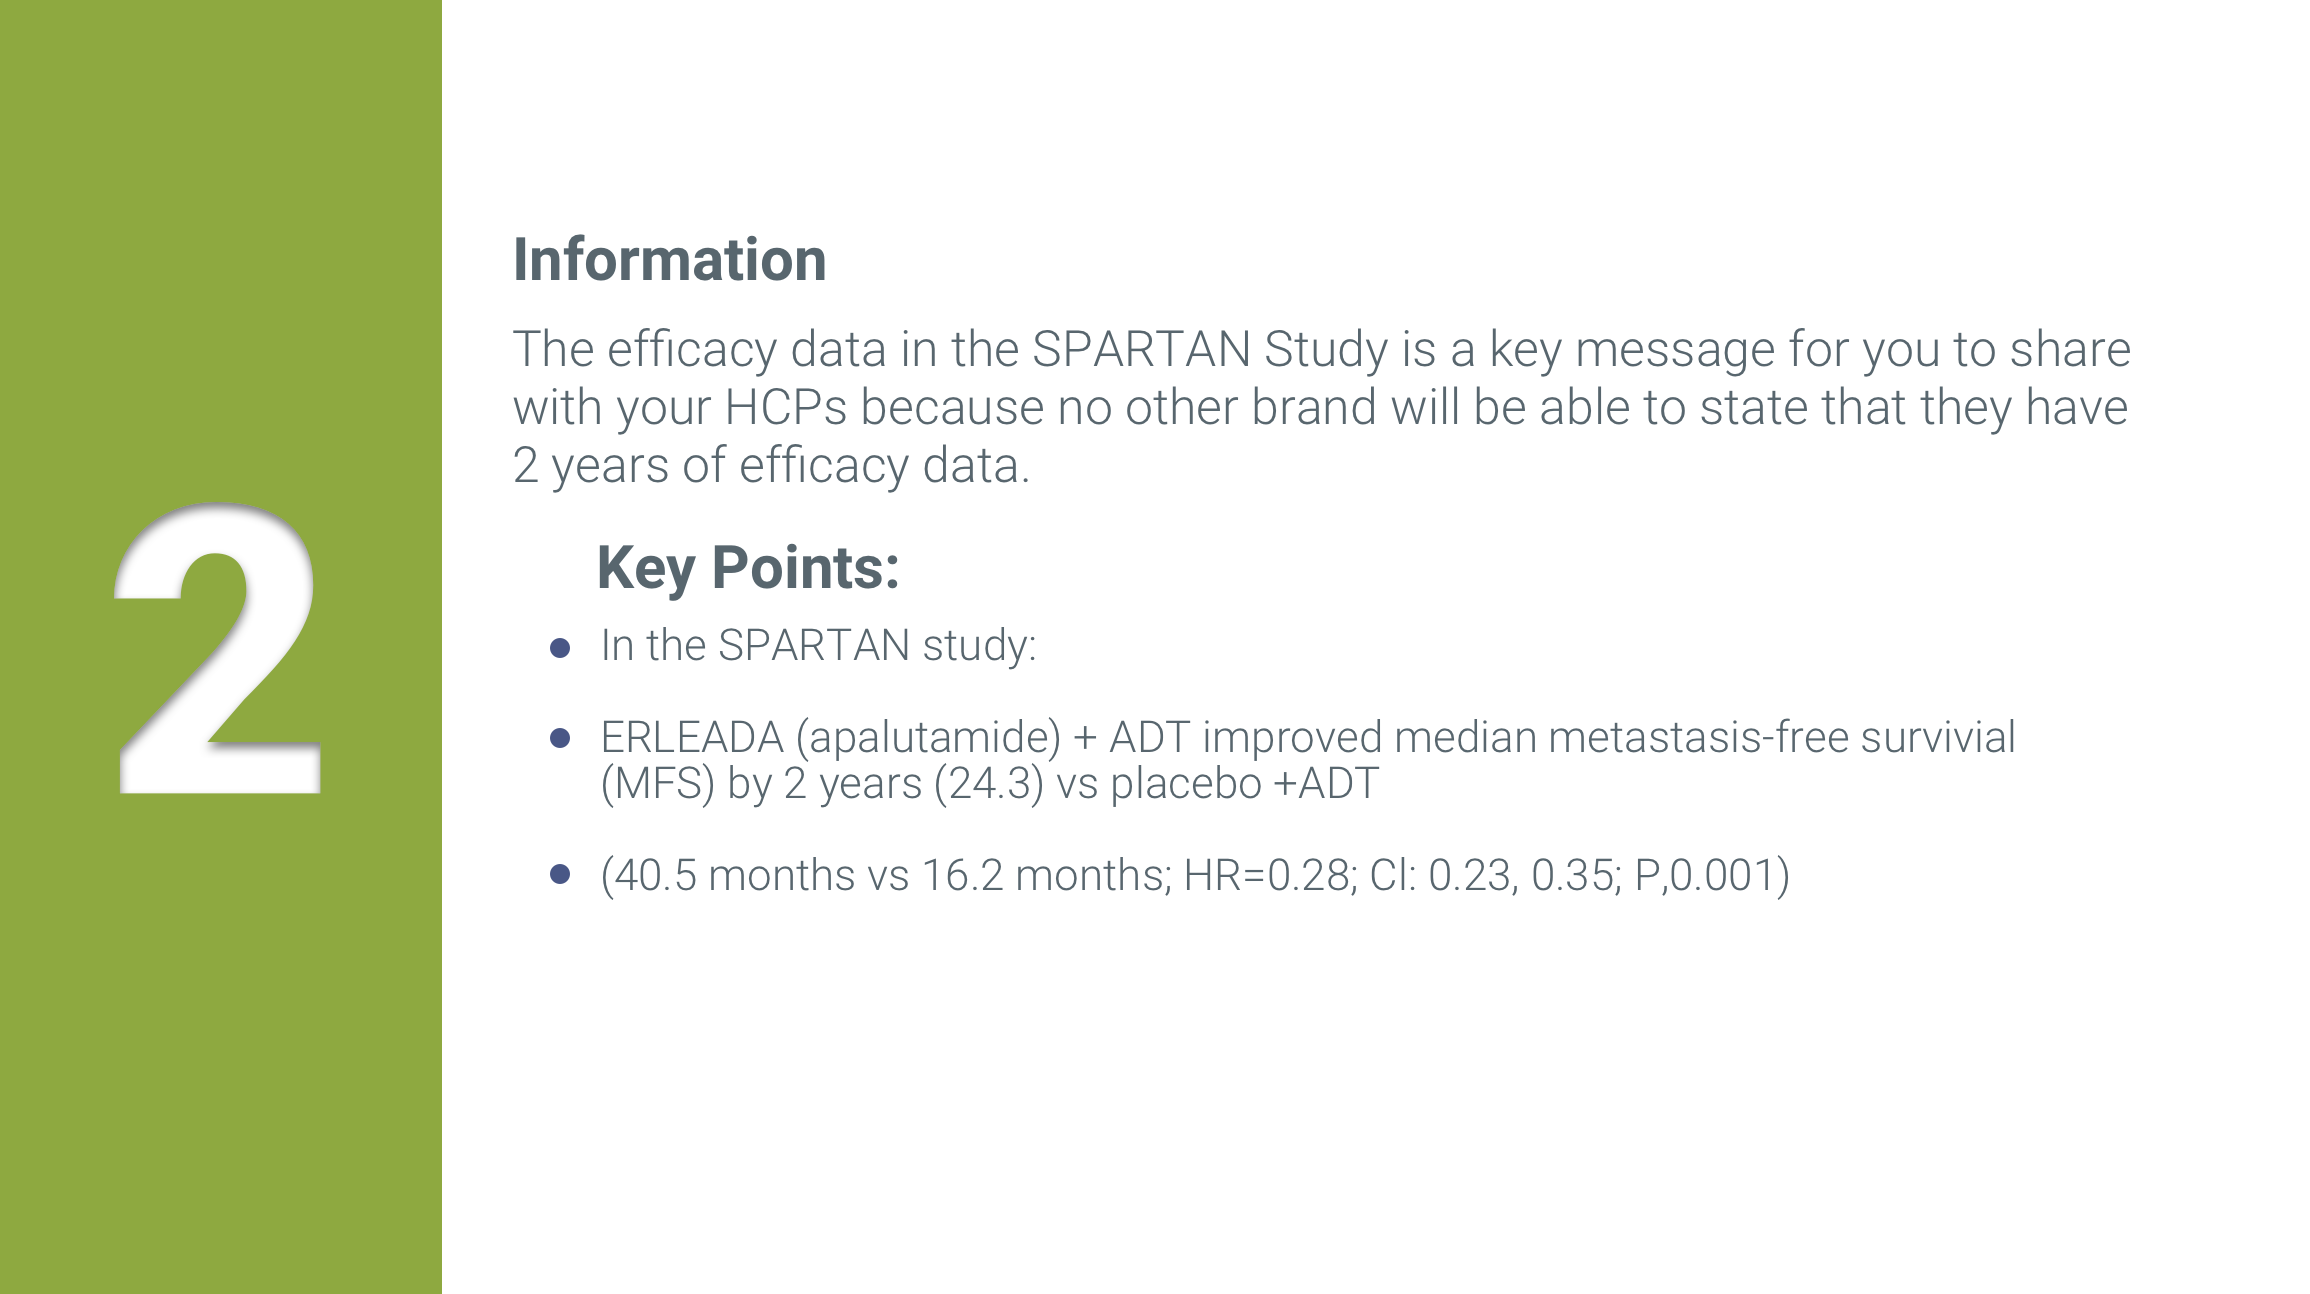 2
Information
The efficacy data in the SPARTAN Study is a key message for you to share
with your HCPs because no other brand will be able to state that they have
2 years of efficacy data.
Key Points:
● In the SPARTAN study:
● ERLEADA (apalutamide) + ADT improved median metastasis-free survivial
(MFS) by 2 years (24.3) vs placebo +ADT
● (40.5 months vs 16.2 months; HR=0.28; Cl: 0.23, 0.35; P,0.001)